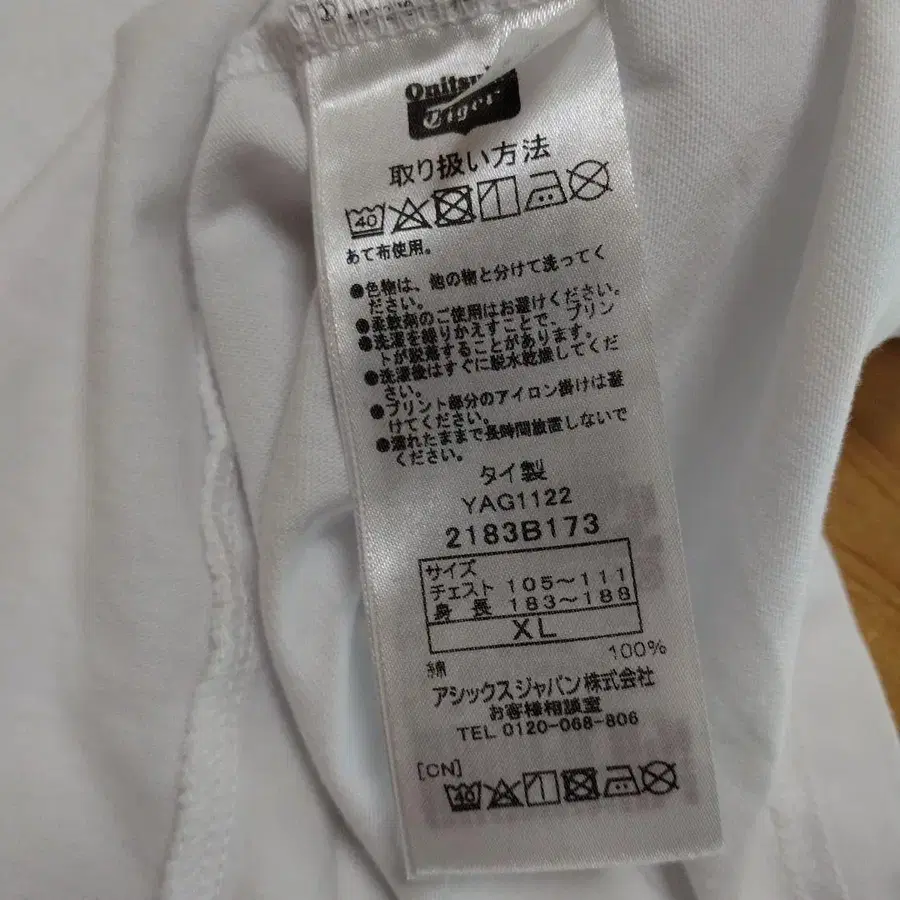 Onitsuka
Tiger
取り扱い方法
40
あて布使用。
●色物は、他の物と分けて洗ってく
ださい。
●柔軟剤のご使用はお避けください。
●洗濯を繰りかえすことで、プリン
トが脱落することがあります。
●洗濯後はすぐに脱水乾燥してくだ
さい。
●プリント部分のアイロン掛けは避
けてください。
●濡れたままで長時間放置しないで
ください。
タイ製
YAG1122
2183B173
サイズ
チェスト 105～111
身長 183～188
XL
綿 100%
アシックスジャパン株式会社
お客様相談室
TEL 0120-068-806
[CN]
40